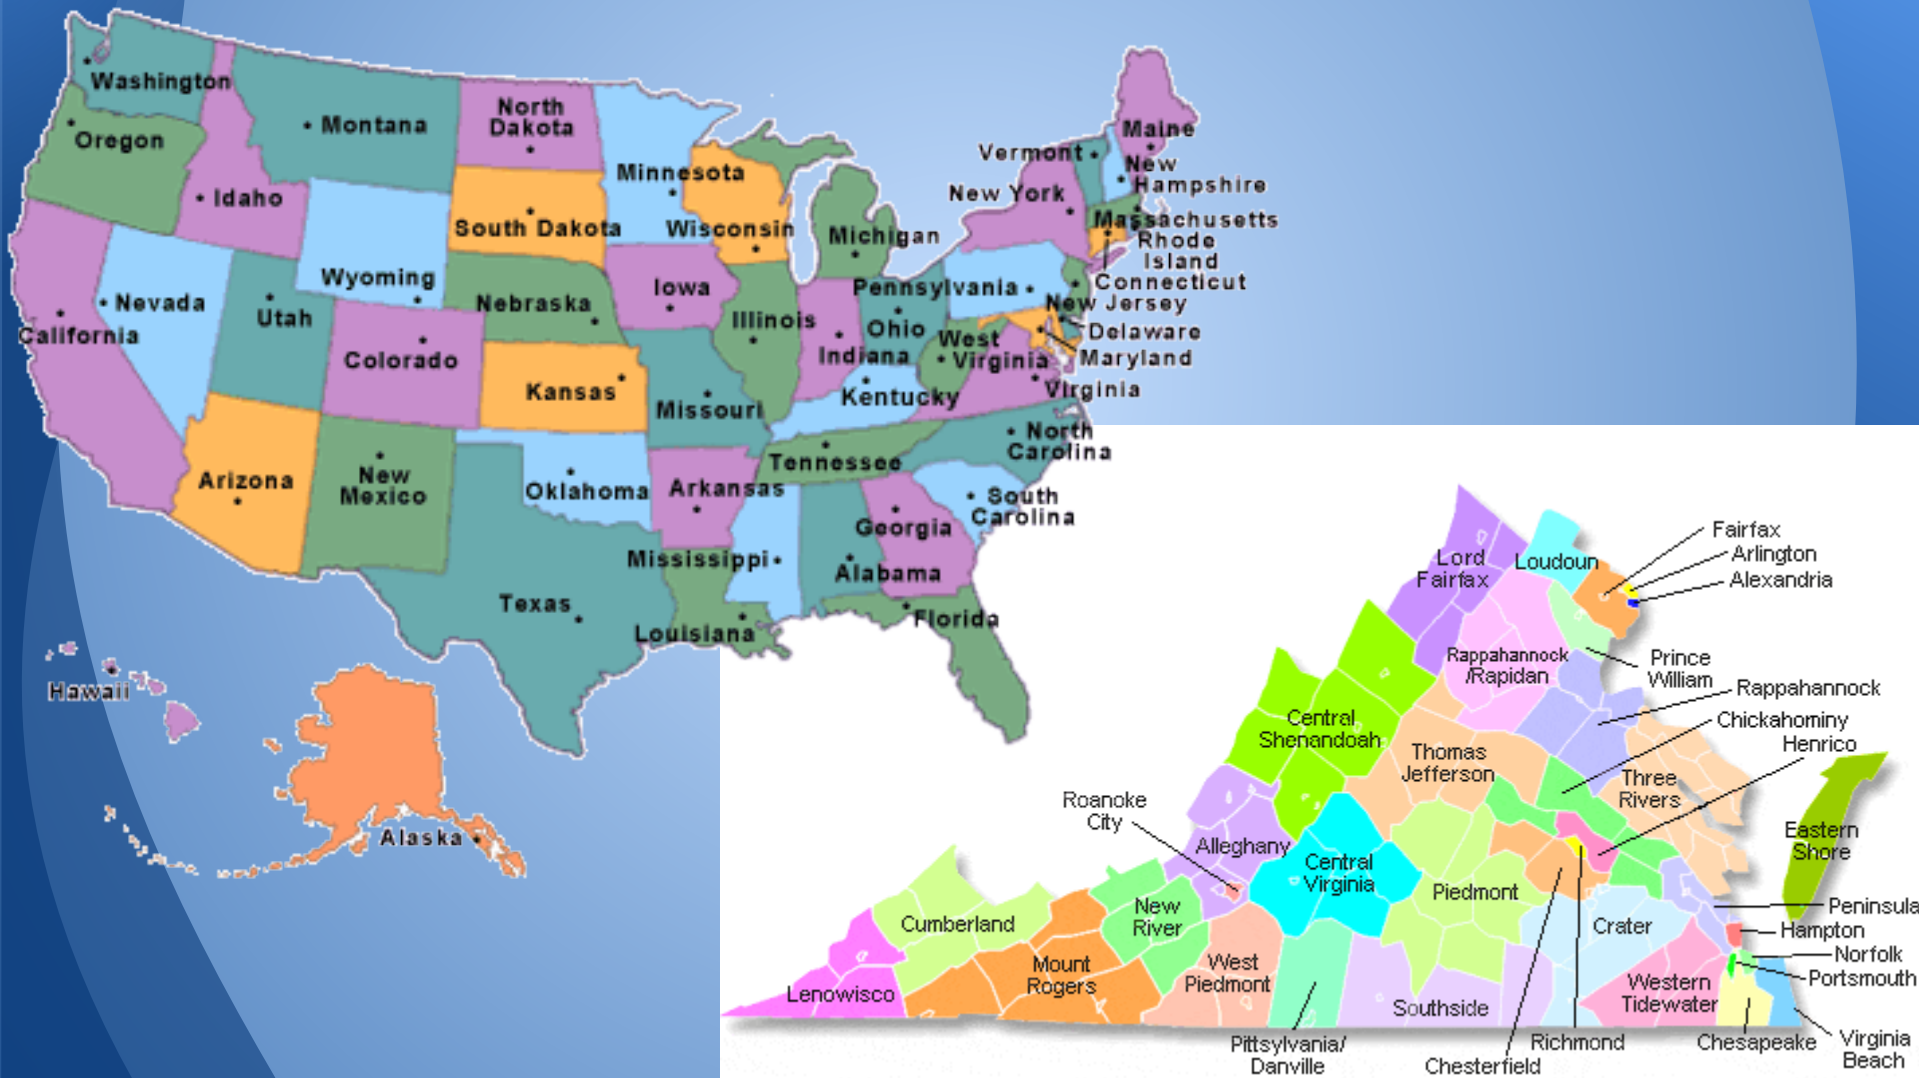 Washington
Oregon
Montana
Idaho
North
Dakota
Minnesota
South Dakota
Wisconsin
Michigan
Wyoming
Nevada
California
Utah
Colorado
Nebraska
Iowa
Illinois
Indiana
Ohio
Pennsylvania
New York
Vermont
Maine
New
Hampshire
Massachusetts
Rhode
Island
Connecticut
New Jersey
Delaware
Maryland
West
Virginia
Virginia
Kentucky
Kansas
Missouri
Arizona
New
Mexico
Oklahoma
Arkansas
Tennessee
North
Carolina
South
Carolina
Georgia
Alabama
Mississippi
Texas
Louisiana
Florida
Hawaii
Alaska
Lord
Fairfax
Loudoun
Fairfax
Arlington
Alexandria
Rappahannock
/Rapidan
Prince
William
Rappahannock
Chickahominy
Henrico
Central
Shenandoah
Thomas
Jefferson
Three
Rivers
Eastern
Shore
Roanoke
City
Alleghany
Central
Virginia
Piedmont
Cumberland
New
River
Crater
Peninsula
Hampton
Norfolk
Portsmouth
Lenowisco
Mount
Rogers
West
Piedmont
Southside
Western
Tidewater
Pittsylvania/
Danville
Chesterfield
Richmond
Chesapeake
Virginia
Beach